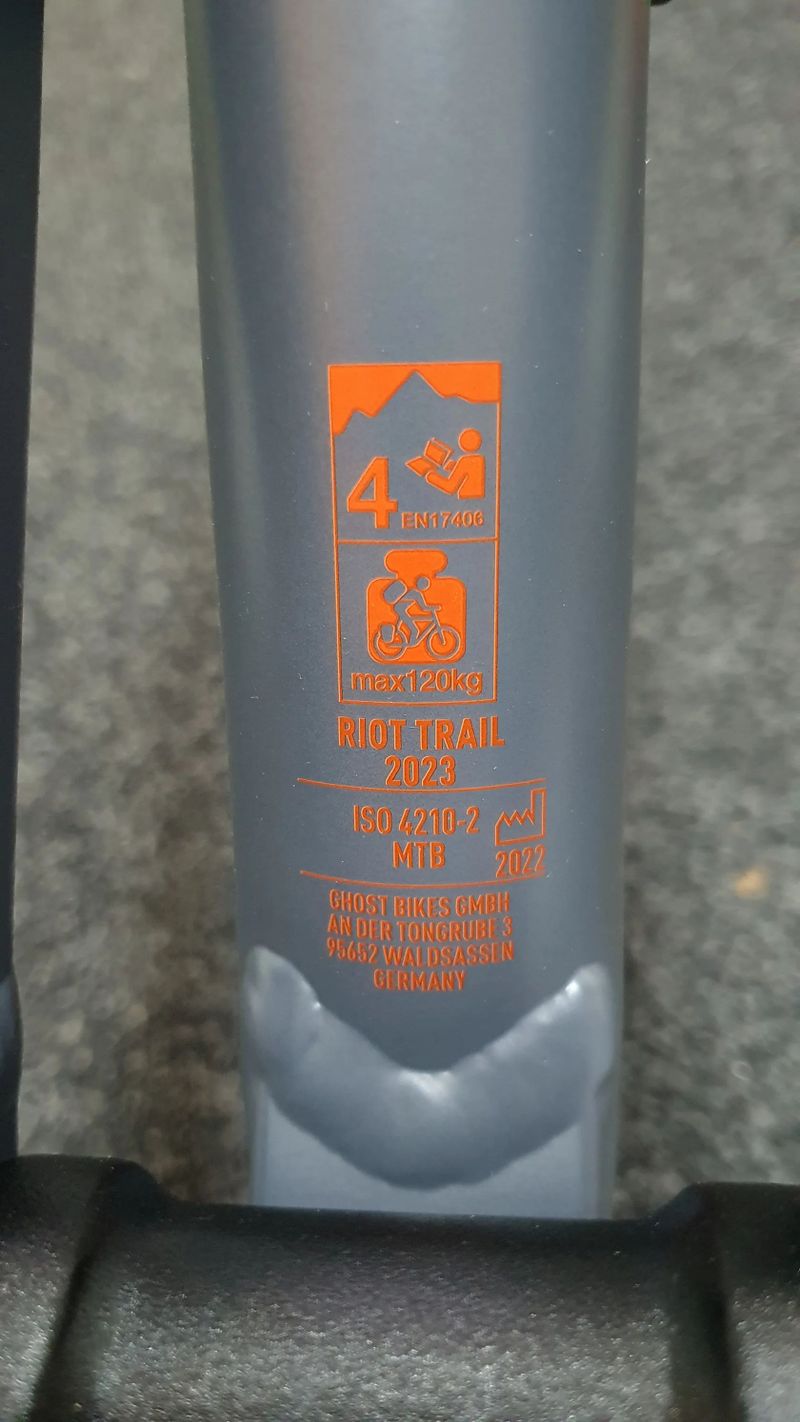 4
EN17406
max120kg
RIOT TRAIL
2023
ISO 4210-2
MTB
2022
GHOST BIKES GMBH
AN DER TONGRUBE 3
95652 WALDSASSEN
GERMANY